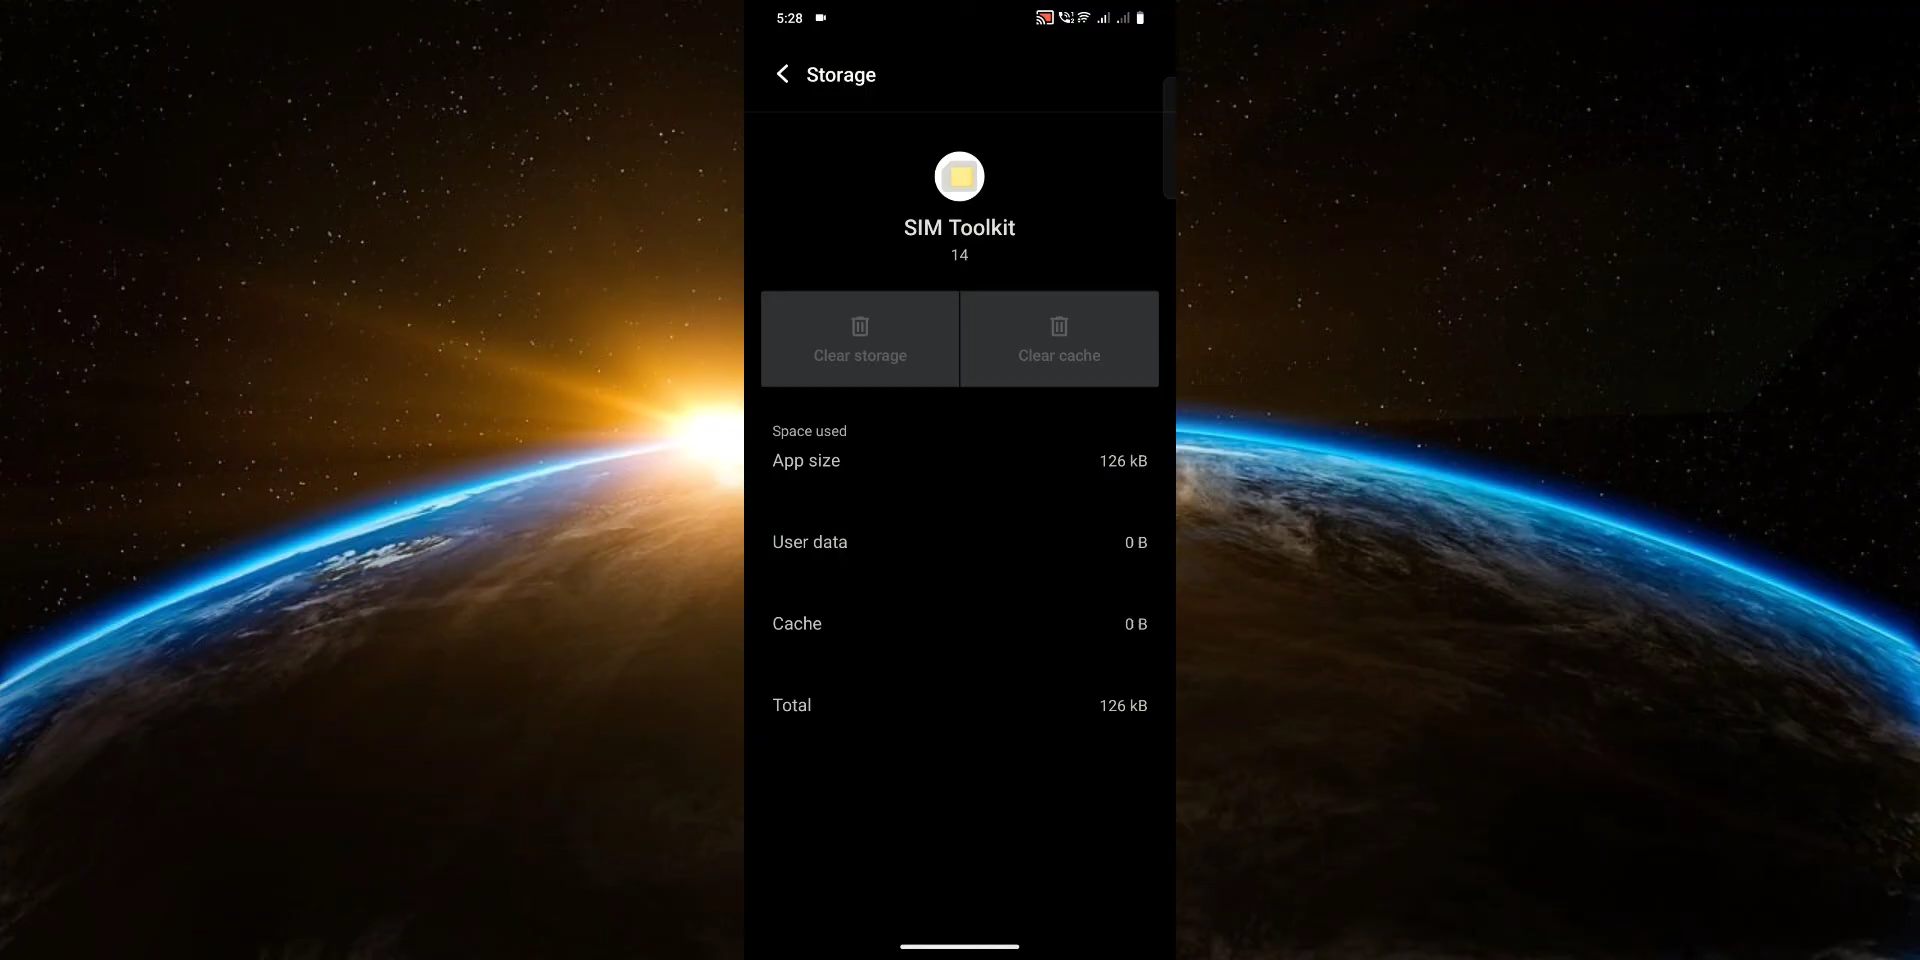 5:28
Storage
SIM Toolkit
14
Clear storage
Clear cache
Space used
App size
126 kB
User data
0 B
Cache
0 B
Total
126 kB